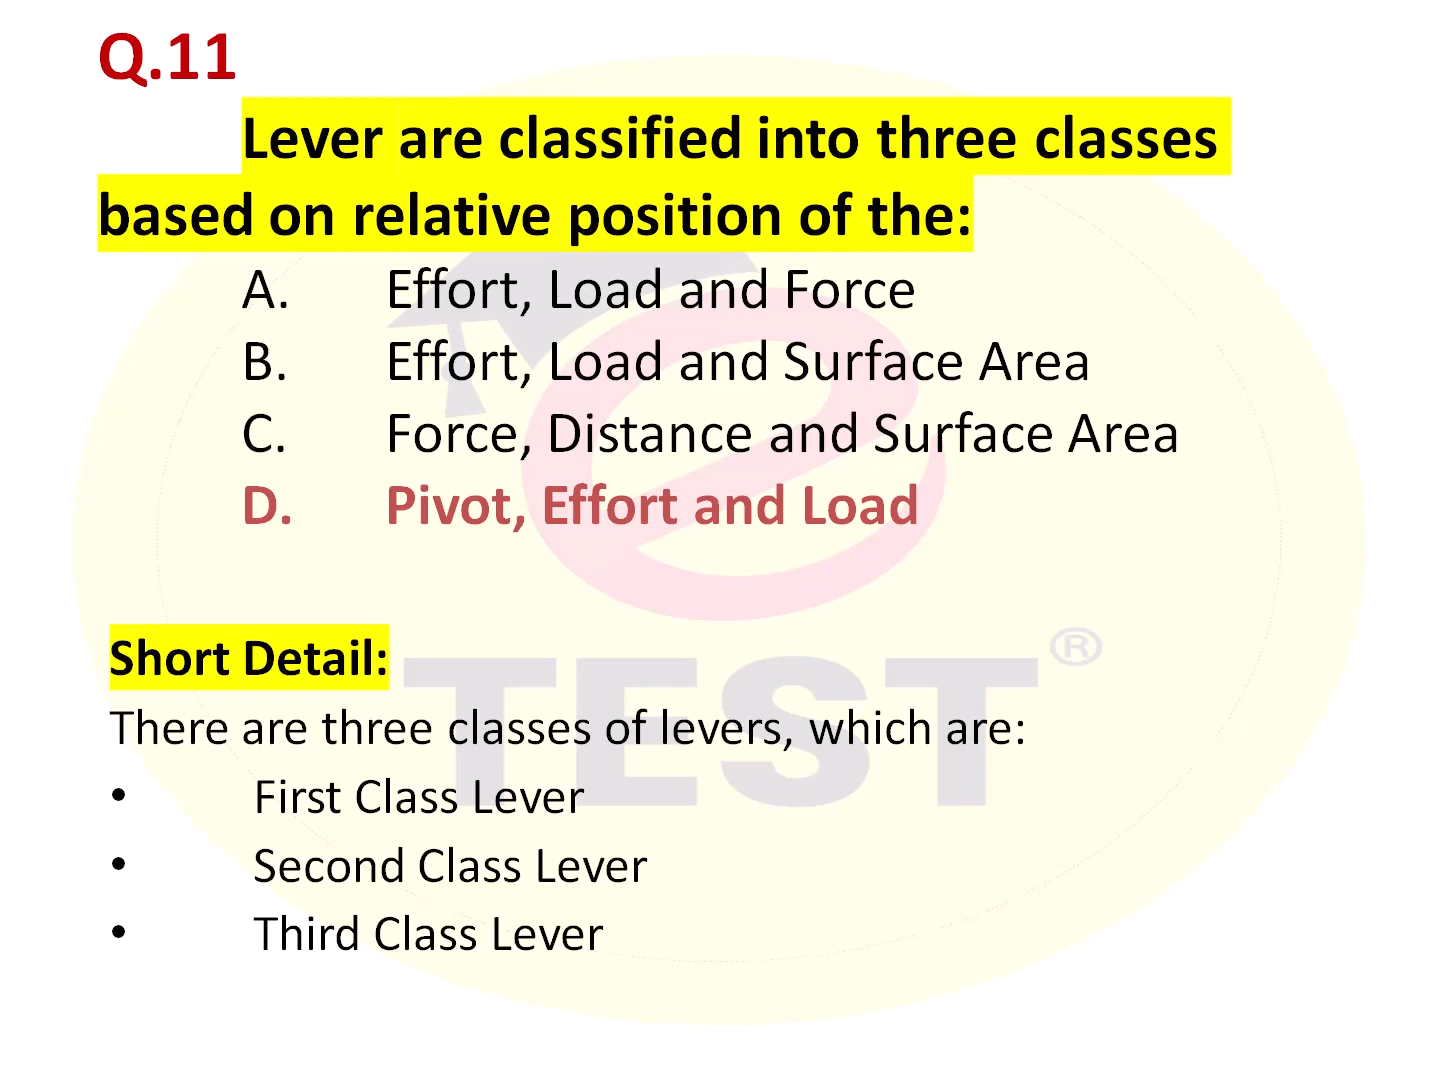 Q.11
Lever are classified into three classes
based on relative position of the:
A. Effort, Load and Force
B. Effort, Load and Surface Area
C. Force, Distance and Surface Area
D. Pivot, Effort and Load
Short Detail:
TEST ®
There are three classes of levers, which are:
• First Class Lever
• Second Class Lever
• Third Class Lever